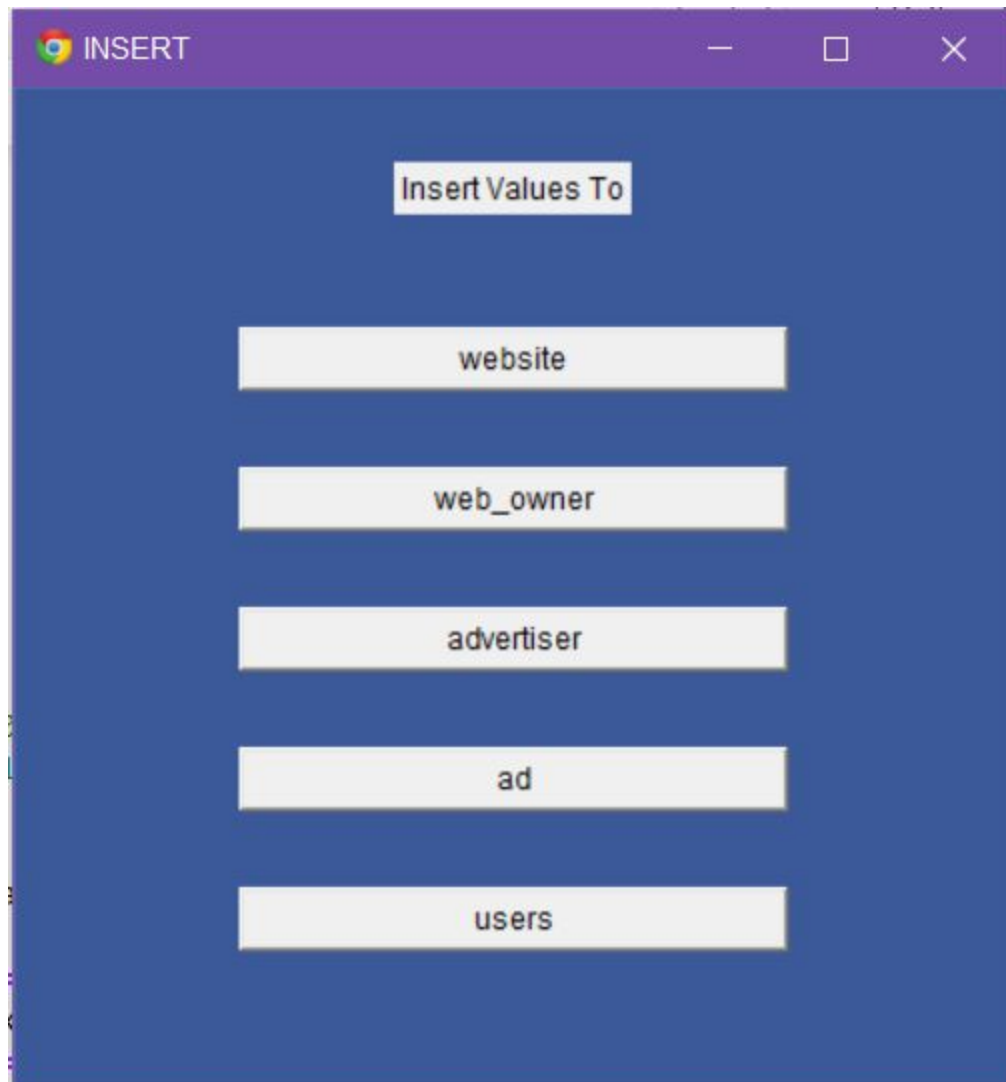 INSERT
Insert Values To
website
web_owner
advertiser
ad
users